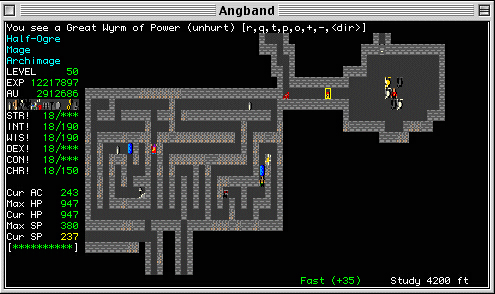 Angband
You see a Great Wyrm of Power (unhurt) [r,q,t,p,o,+,-,<dir>]
Half-Ogre
Mage
Archimage
LEVEL 50
EXP 12217897
AU 2912686
STR! 18/***
INT! 18/190
WIS! 18/190
DEX! 18/***
CON! 18/***
CHR! 18/150
Cur AC 243
Max HP 947
Cur HP 947
Max SP 380
Cur SP 237
[**********]
Fast (+35) Study 4200 ft